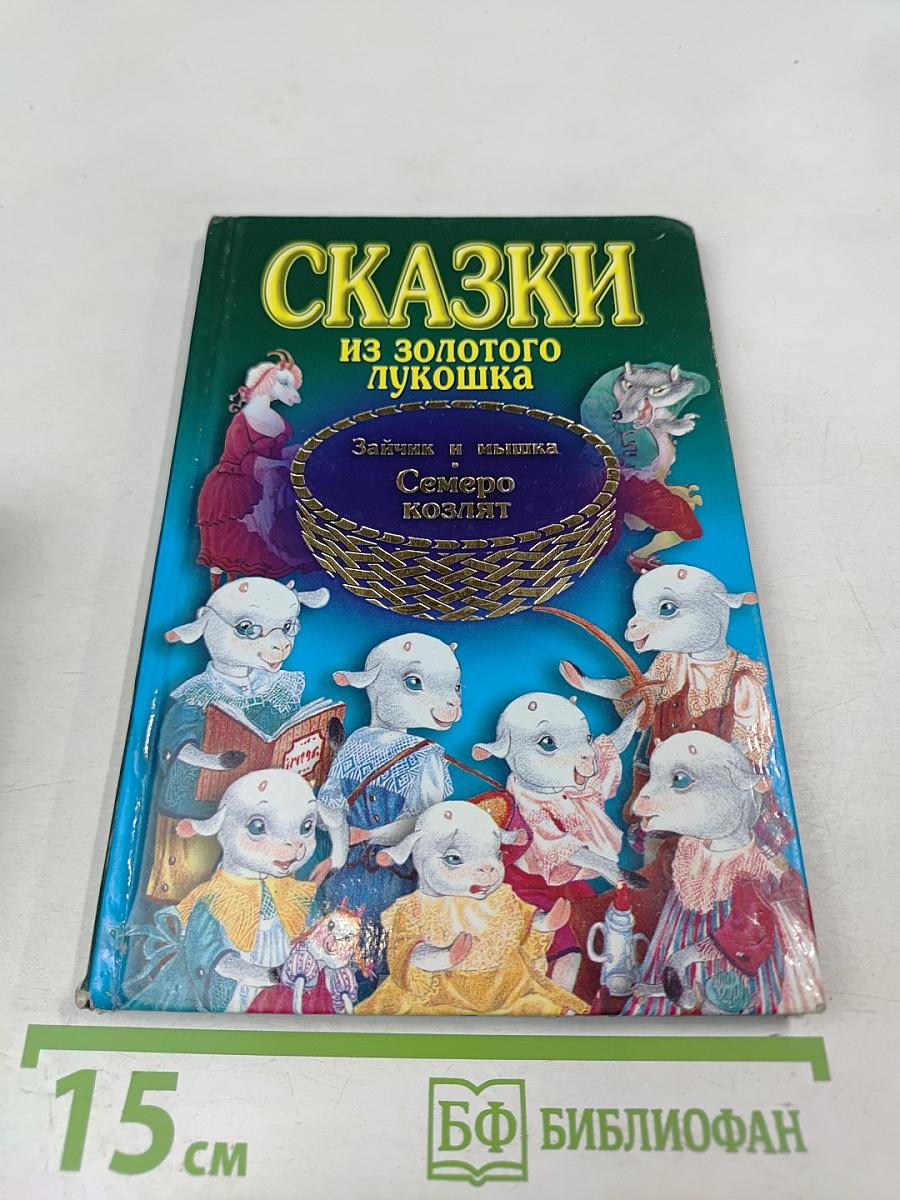 СКАЗКИ
ИЗ ЗОЛОТОГО
ЛУКОШКА
Зайчик и мышка
•
Семеро
козлят
15 см
БФ БИБЛИОФАН